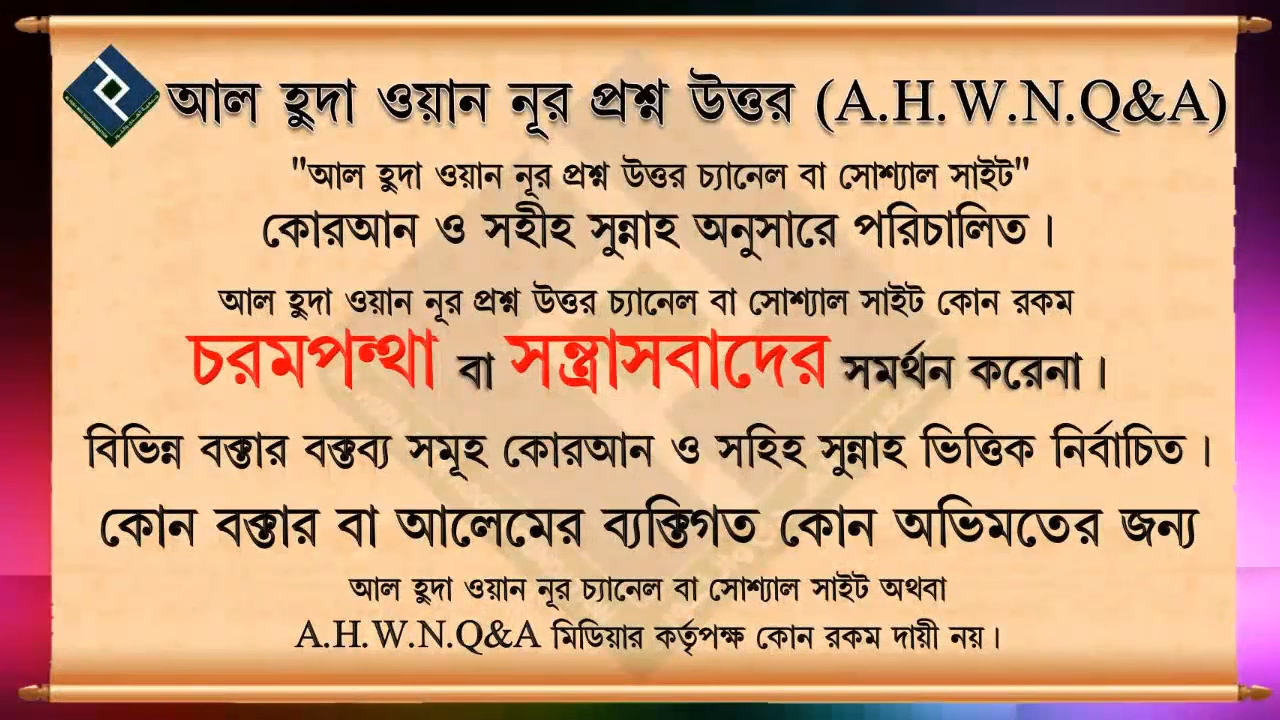 আল হুদা ওয়ান নূর প্রশ্ন উত্তর (A.H.W.N.Q&A)
"আল হুদা ওয়ান নূর প্রশ্ন উত্তর চ্যানেল বা সোশ্যাল সাইট"
কোরআন ও সহীহ সুন্নাহ অনুসারে পরিচালিত।
আল হুদা ওয়ান নূর প্রশ্ন উত্তর চ্যানেল বা সোশ্যাল সাইট কোন রকম
চরমপন্থা বা সন্ত্রাসবাদের সমর্থন করেনা।
বিভিন্ন বক্তার বক্তব্য সমূহ কোরআন ও সহিহ সুন্নাহ ভিত্তিক নির্বাচিত।
কোন বক্তার বা আলেমের ব্যক্তিগত কোন অভিমতের জন্য
আল হুদা ওয়ান নূর চ্যানেল বা সোশ্যাল সাইট অথবা
A.H.W.N.Q&A মিডিয়ার কর্তৃপক্ষ কোন রকম দায়ী নয়।